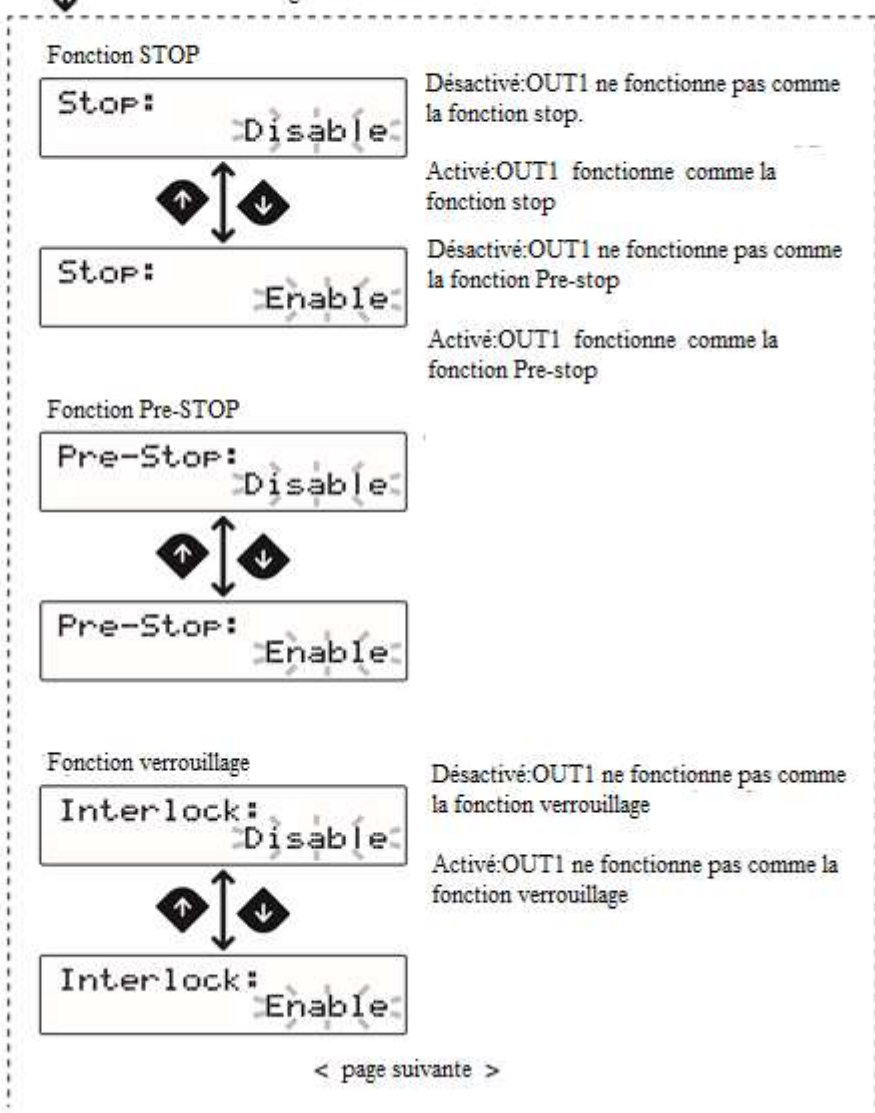 Fonction STOP
Stop:
Disable
Désactivé:OUT1 ne fonctionne pas comme
la fonction stop.
Activé:OUT1 fonctionne comme la
fonction stop
Stop:
Enable
Désactivé:OUT1 ne fonctionne pas comme
la fonction Pre-stop
Activé:OUT1 fonctionne comme la
fonction Pre-stop
Fonction Pre-STOP
Pre-Stop:
Disable
Pre-Stop:
Enable
Fonction verrouillage
Interlock:
Disable
Désactivé:OUT1 ne fonctionne pas comme
la fonction verrouillage
Activé:OUT1 ne fonctionne pas comme la
fonction verrouillage
Interlock:
Enable
< page suivante >